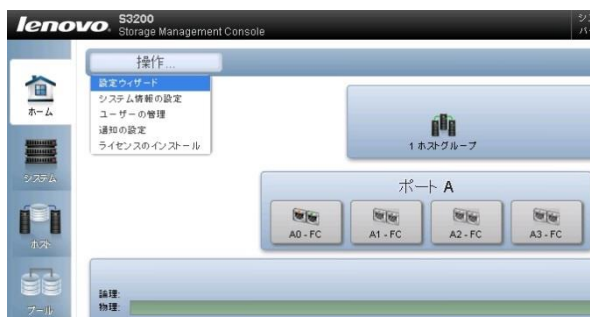 lenovo S3200
Storage Management Console
操作...
設定ウィザード
システム情報の設定
ユーザーの管理
通知の設定
ライセンスのインストール
ホーム
システム
ホスト
プール
1 ホストグループ
ポート A
A0 - FC
A1 - FC
A2 - FC
A3 - FC
論理:
物理: